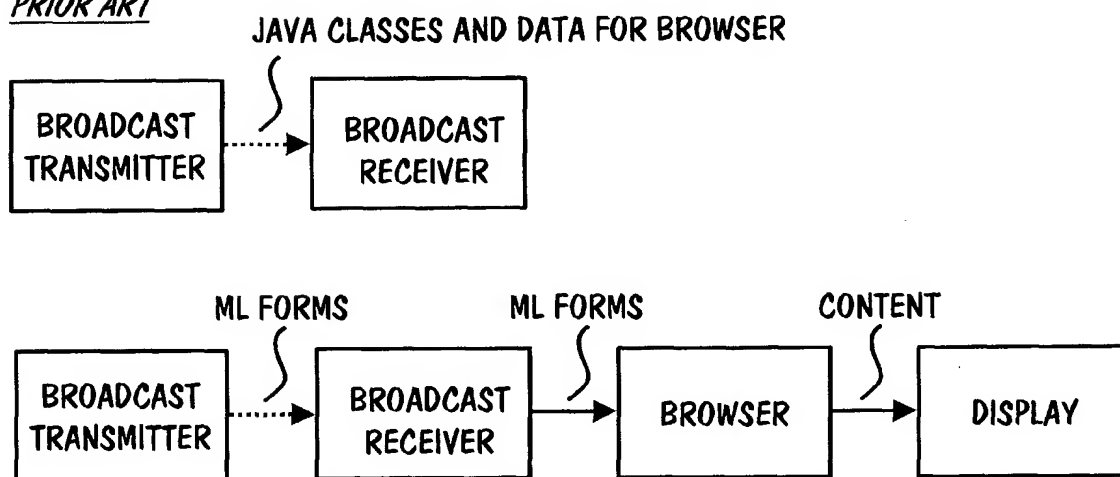 PRIOR ART
JAVA CLASSES AND DATA FOR BROWSER
BROADCAST
TRANSMITTER
BROADCAST
RECEIVER
ML FORMS
ML FORMS
CONTENT
BROADCAST
TRANSMITTER
BROADCAST
RECEIVER
BROWSER
DISPLAY